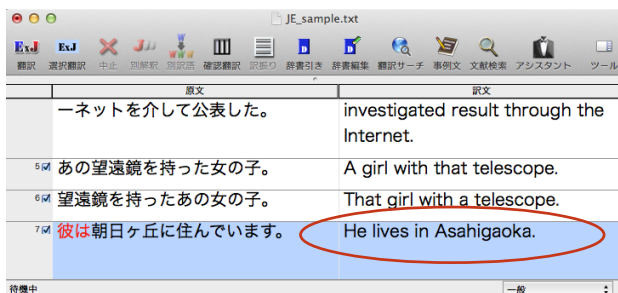 JE_sample.txt
ExJ ExJ JJJ
翻訳 選択翻訳 中止 別解釈 別訳語 確認翻訳 訳振り 辞書引き 辞書編集 翻訳サーチ 事例文 文献検索 アシスタント ツール
原文 訳文
ーネットを介して公表した。 investigated result through the
Internet.
5 あの望遠鏡を持った女の子。 A girl with that telescope.
6 望遠鏡を持ったあの女の子。 That girl with a telescope.
7 彼は朝日ヶ丘に住んでいます。 He lives in Asahigaoka.
待機中 一般